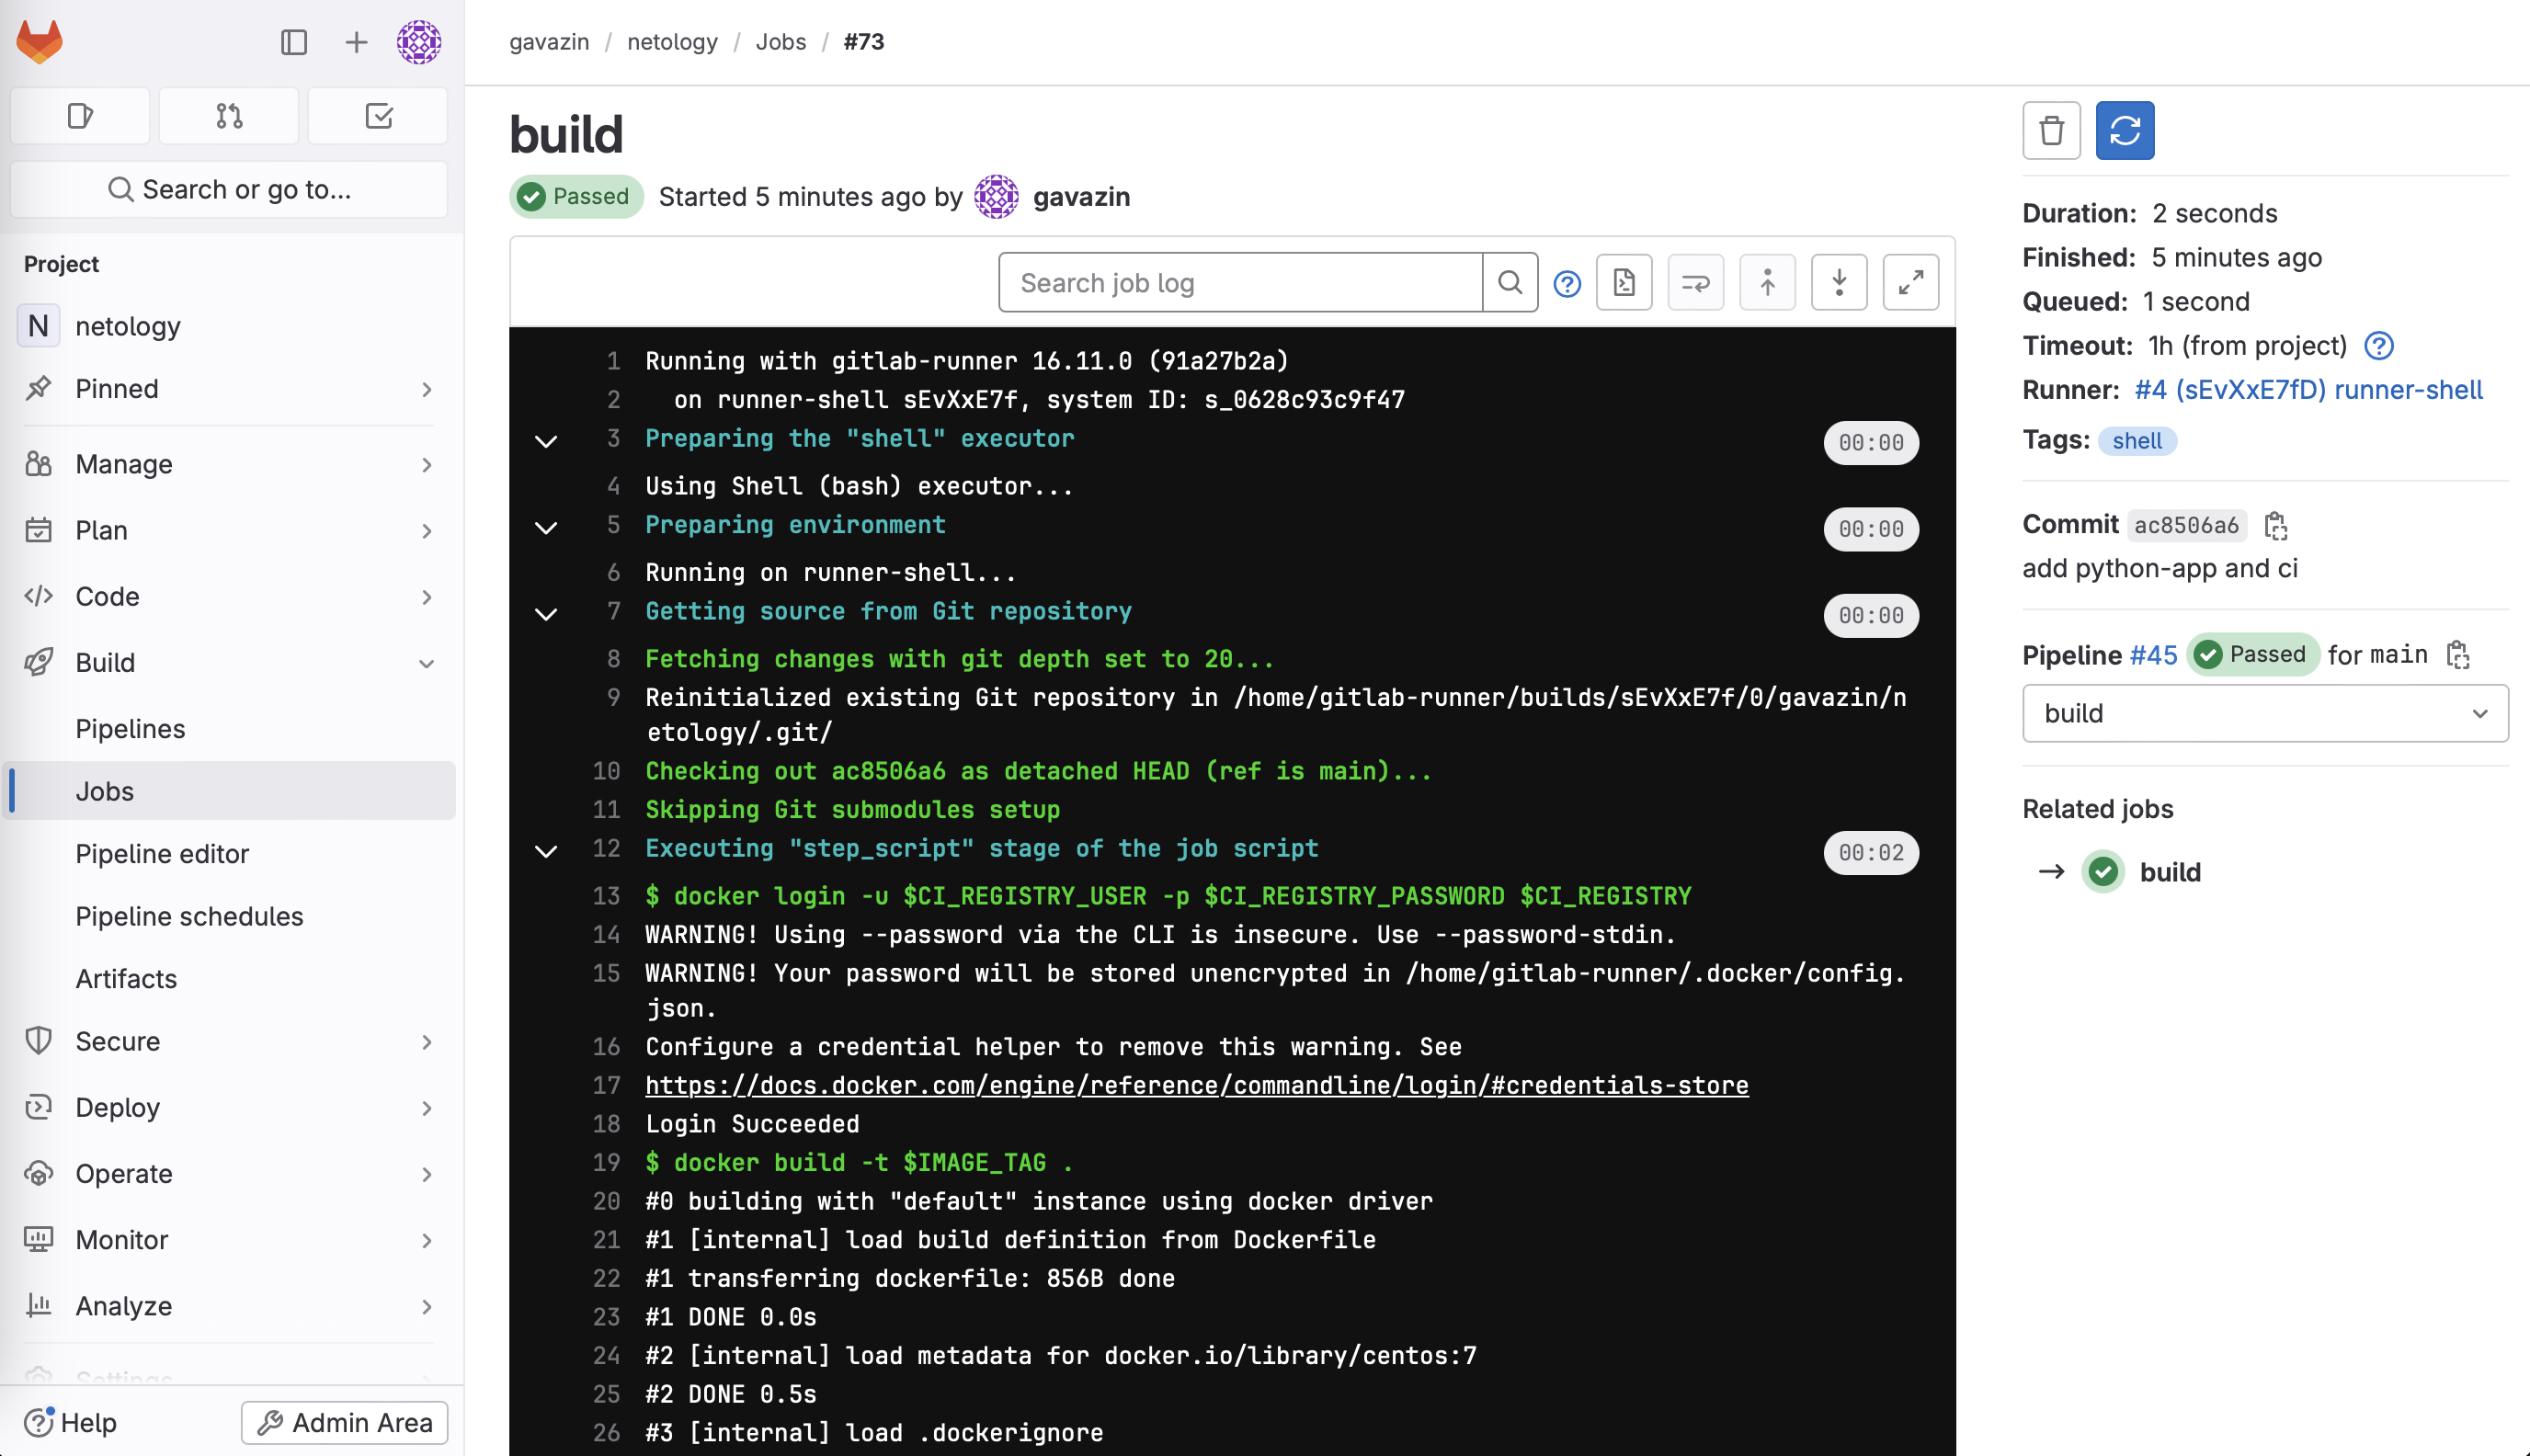 gavazin / netology / Jobs / #73
Search or go to...
Project
N netology
Pinned
Manage
Plan
Code
Build
Pipelines
Jobs
Pipeline editor
Pipeline schedules
Artifacts
Secure
Deploy
Operate
Monitor
Analyze
Settings
Help
Admin Area
build
Passed Started 5 minutes ago by gavazin
Search job log
1 Running with gitlab-runner 16.11.0 (91a27b2a)
2 on runner-shell sEvXxE7f, system ID: s_0628c93c9f47
3 Preparing the "shell" executor 00:00
4 Using Shell (bash) executor...
5 Preparing environment 00:00
6 Running on runner-shell...
7 Getting source from Git repository 00:00
8 Fetching changes with git depth set to 20...
9 Reinitialized existing Git repository in /home/gitlab-runner/builds/sEvXxE7f/0/gavazin/n
etology/.git/
10 Checking out ac8506a6 as detached HEAD (ref is main)...
11 Skipping Git submodules setup
12 Executing "step_script" stage of the job script 00:02
13 $ docker login -u $CI_REGISTRY_USER -p $CI_REGISTRY_PASSWORD $CI_REGISTRY
14 WARNING! Using --password via the CLI is insecure. Use --password-stdin.
15 WARNING! Your password will be stored unencrypted in /home/gitlab-runner/.docker/config.
json.
16 Configure a credential helper to remove this warning. See
17 https://docs.docker.com/engine/reference/commandline/login/#credentials-store
18 Login Succeeded
19 $ docker build -t $IMAGE_TAG .
20 #0 building with "default" instance using docker driver
21 #1 [internal] load build definition from Dockerfile
22 #1 transferring dockerfile: 856B done
23 #1 DONE 0.0s
24 #2 [internal] load metadata for docker.io/library/centos:7
25 #2 DONE 0.5s
26 #3 [internal] load .dockerignore
Duration: 2 seconds
Finished: 5 minutes ago
Queued: 1 second
Timeout: 1h (from project)
Runner: #4 (sEvXxE7fD) runner-shell
Tags: shell
Commit ac8506a6
add python-app and ci
Pipeline #45 Passed for main
build
Related jobs
→ build